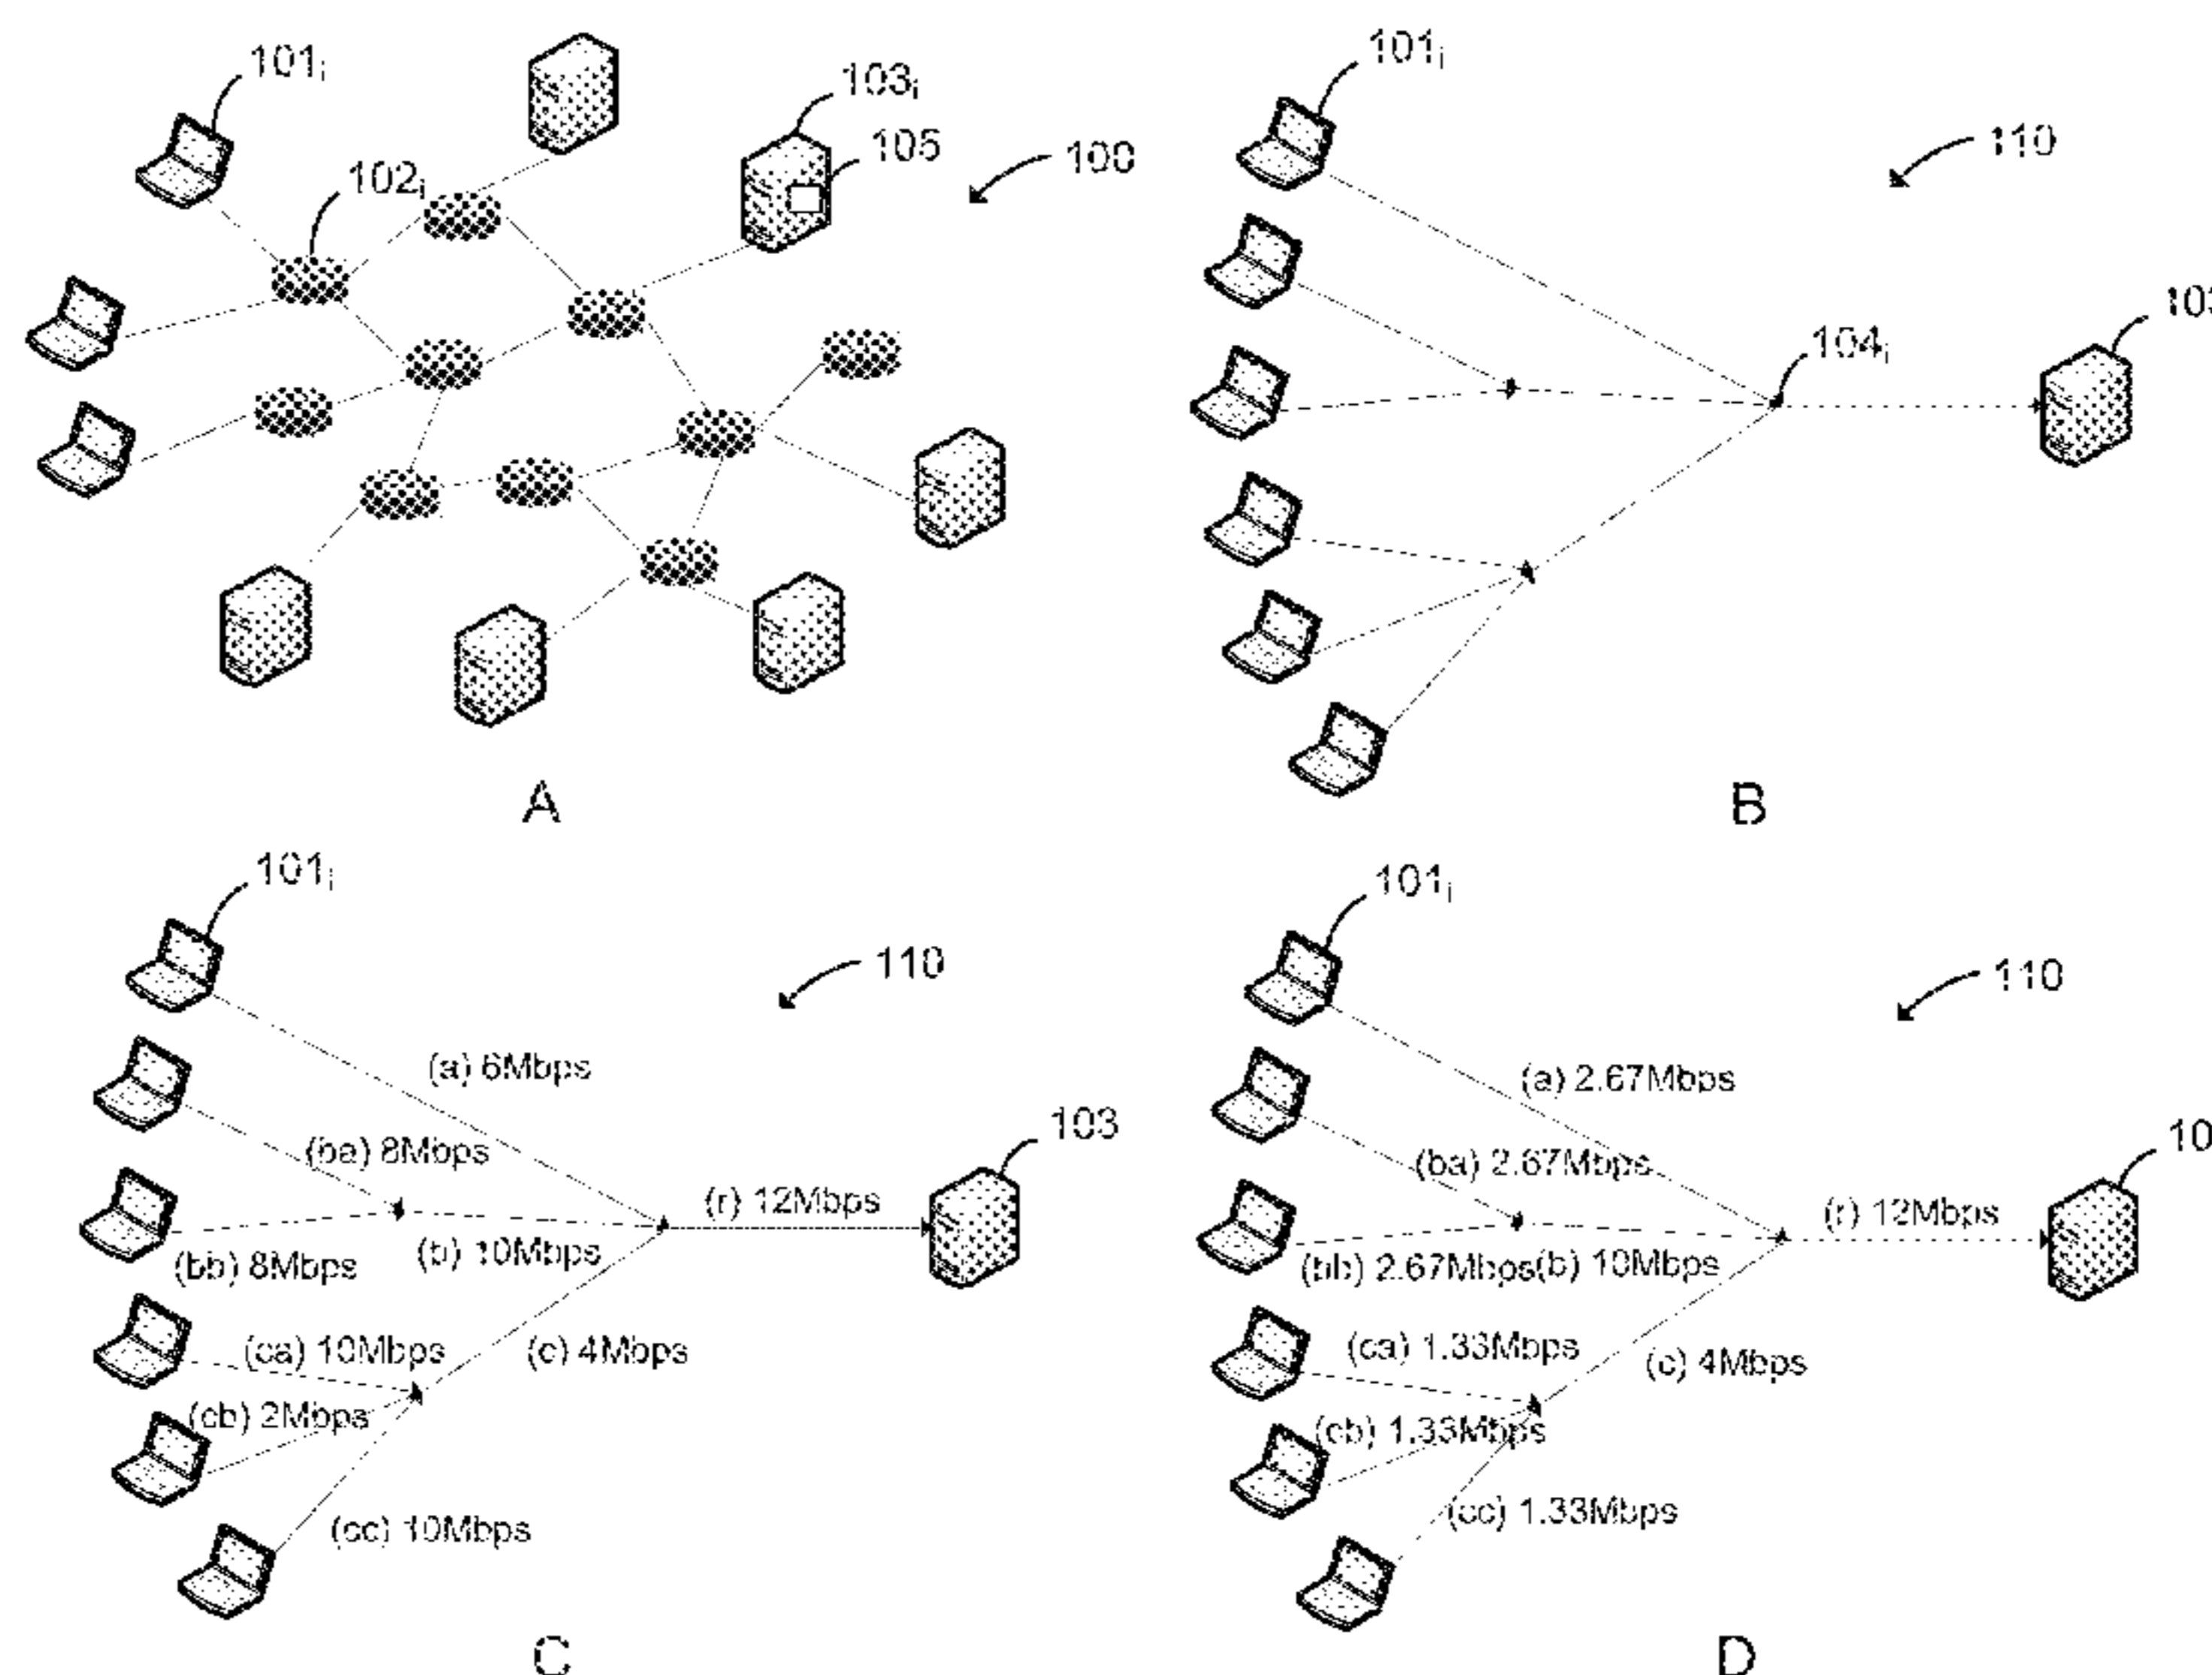 101i
103i
105
100
102i
A
101i
110
104i
103
B
101i
110
(a) 6Mbps
(ba) 8Mbps
103
(r) 12Mbps
(b) 10Mbps
(bb) 8Mbps
(ca) 10Mbps
(c) 4Mbps
(cb) 2Mbps
(cc) 10Mbps
C
101i
110
(a) 2.67Mbps
10
(ba) 2.67Mbps
(r) 12Mbps
(bb) 2.67Mbps(b) 10Mbps
(ca) 1.33Mbps
(c) 4Mbps
(cb) 1.33Mbps
(cc) 1.33Mbps
D